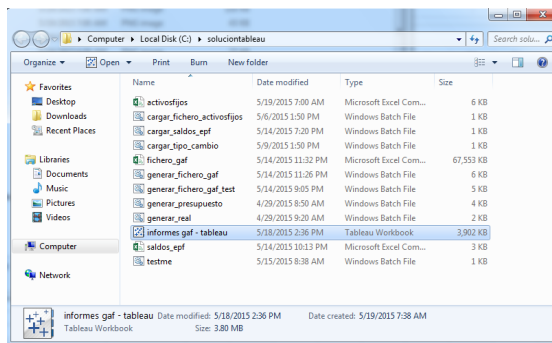 Computer ▸ Local Disk (C:) ▸ soluciontableau
Search solu...
Organize Open Print Burn New folder
Name Date modified Type Size
Favorites
Desktop
Downloads
Recent Places
Libraries
Documents
Music
Pictures
Videos
Computer
Network
activosfijos 5/19/2015 7:00 AM Microsoft Excel Com... 6 KB
cargar_fichero_activosfijos 5/6/2015 1:50 PM Windows Batch File 1 KB
cargar_saldos_epf 5/14/2015 7:20 PM Windows Batch File 1 KB
cargar_tipo_cambio 5/9/2015 1:50 PM Windows Batch File 1 KB
fichero_gaf 5/14/2015 11:32 PM Microsoft Excel Com... 67,553 KB
generar_fichero_gaf 5/14/2015 11:26 PM Windows Batch File 6 KB
generar_fichero_gaf_test 5/14/2015 9:05 PM Windows Batch File 5 KB
generar_presupuesto 4/29/2015 8:50 AM Windows Batch File 4 KB
generar_real 4/29/2015 9:20 AM Windows Batch File 2 KB
informes gaf - tableau 5/18/2015 2:36 PM Tableau Workbook 3,902 KB
saldos_epf 5/14/2015 10:13 PM Microsoft Excel Com... 3 KB
testme 5/15/2015 8:38 AM Windows Batch File 1 KB
informes gaf - tableau Date modified: 5/18/2015 2:36 PM Date created: 5/19/2015 7:38 AM
Tableau Workbook Size: 3.80 MB